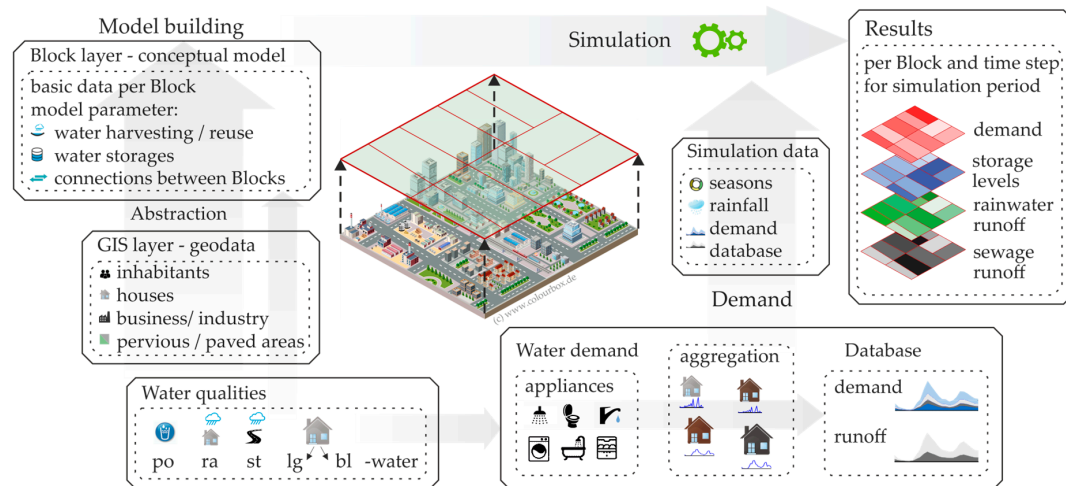 Model building
Block layer - conceptual model
basic data per Block
model parameter:
water harvesting / reuse
water storages
connections between Blocks
Abstraction
GIS layer - geodata
inhabitants
houses
business/ industry
pervious / paved areas
Water qualities
po ra st lg bl -water
Simulation
(c) www.colourbox.de
Simulation data
seasons
rainfall
demand
database
Demand
Water demand
appliances
aggregation
Database
demand
runoff
Results
per Block and time step
for simulation period
demand
storage
levels
rainwater
runoff
sewage
runoff